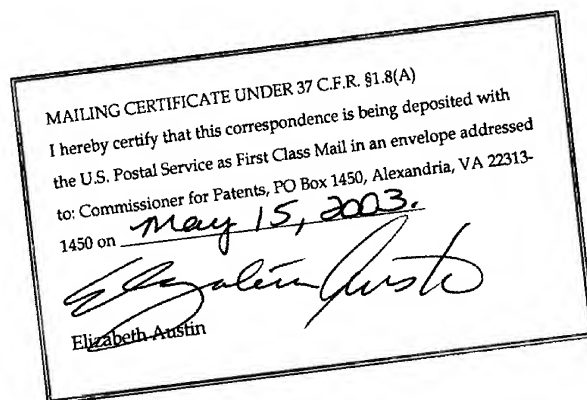 MAILING CERTIFICATE UNDER 37 C.F.R. §1.8(A)
I hereby certify that this correspondence is being deposited with
the U.S. Postal Service as First Class Mail in an envelope addressed
to: Commissioner for Patents, PO Box 1450, Alexandria, VA 22313-
1450 on May 15, 2003.
Elizabeth Austin
Elizabeth Austin